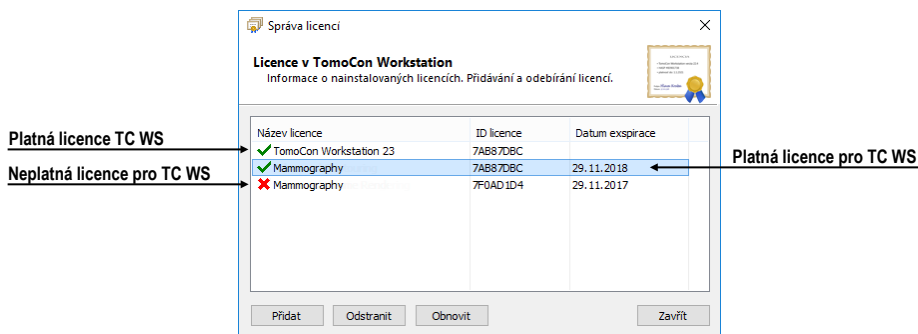 Správa licencí
Licence v TomoCon Workstation
Informace o nainstalovaných licencích. Přidávání a odebírání licencí.
Název licence ID licence Datum exspirace
Platná licence TC WS
TomoCon Workstation 23 7AB87DBC
Mammography 7AB87DBC 29.11.2018
Platná licence pro TC WS
Neplatná licence pro TC WS
Mammography 7F0AD1D4 29.11.2017
Přidat Odstranit Obnovit Zavřít